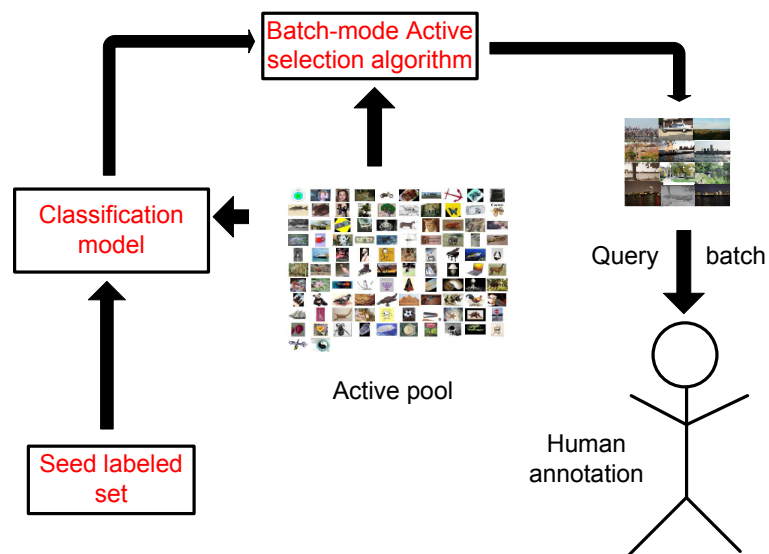 Batch-mode Active
selection algorithm
Classification
model
Query batch
Active pool
Human
annotation
Seed labeled
set